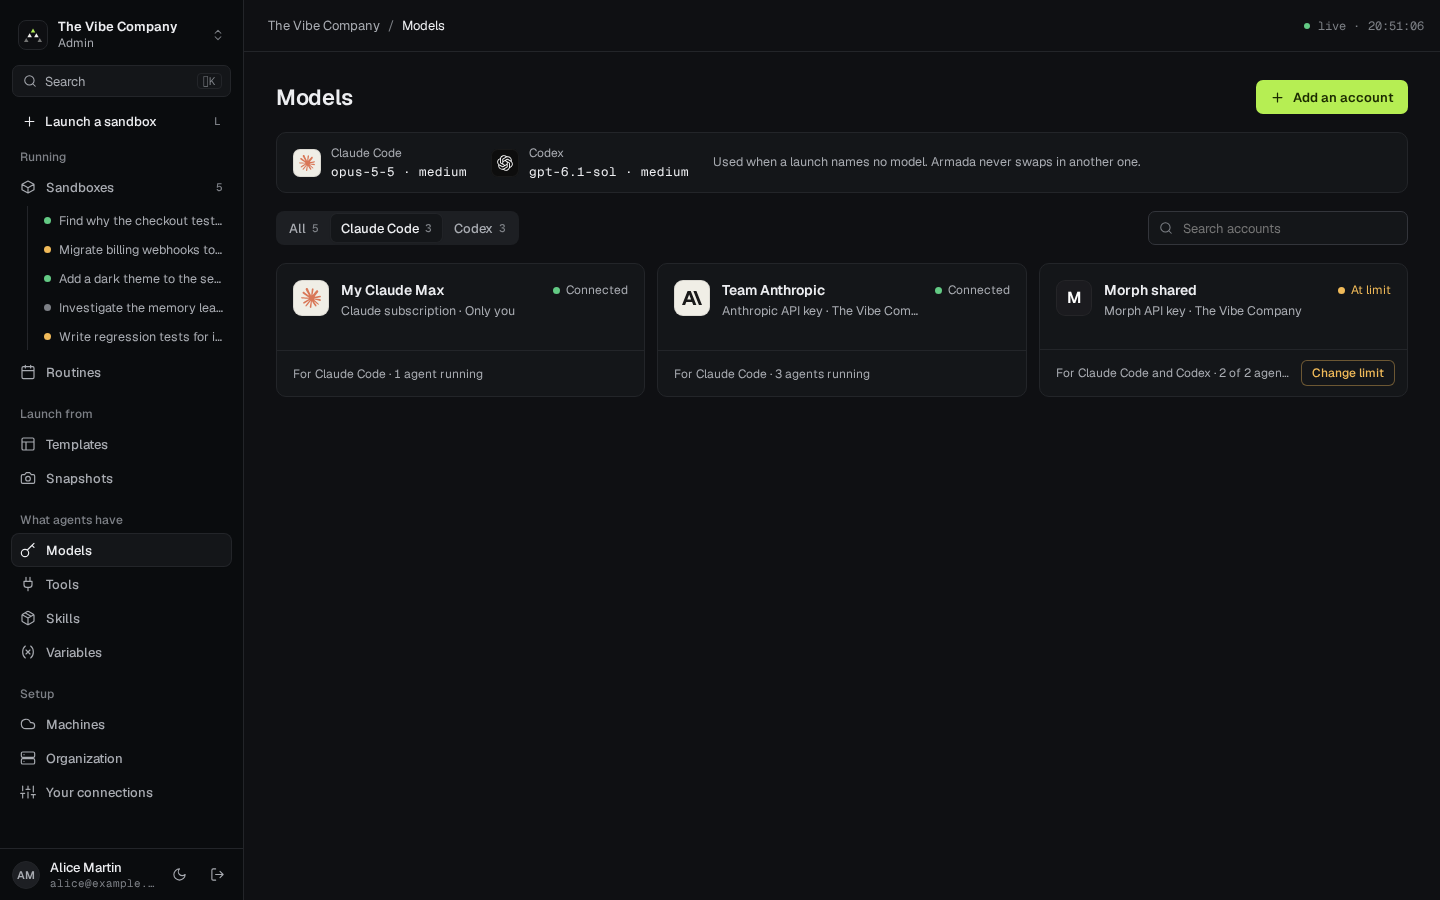 The Vibe Company
Admin
Search
K
Launch a sandbox
L
Running
Sandboxes
5
Find why the checkout test…
Migrate billing webhooks to…
Add a dark theme to the se…
Investigate the memory lea…
Write regression tests for i…
Routines
Launch from
Templates
Snapshots
What agents have
Models
Tools
Skills
Variables
Setup
Machines
Organization
Your connections
AM
Alice Martin
alice@example.…
The Vibe Company / Models
live · 20:51:06
Models
Add an account
Claude Code
opus-5-5 · medium
Codex
gpt-6.1-sol · medium
Used when a launch names no model. Armada never swaps in another one.
All 5
Claude Code 3
Codex 3
Search accounts
My Claude Max
Connected
Claude subscription · Only you
For Claude Code · 1 agent running
Team Anthropic
Connected
Anthropic API key · The Vibe Com…
For Claude Code · 3 agents running
M
Morph shared
At limit
Morph API key · The Vibe Company
For Claude Code and Codex · 2 of 2 agen…
Change limit